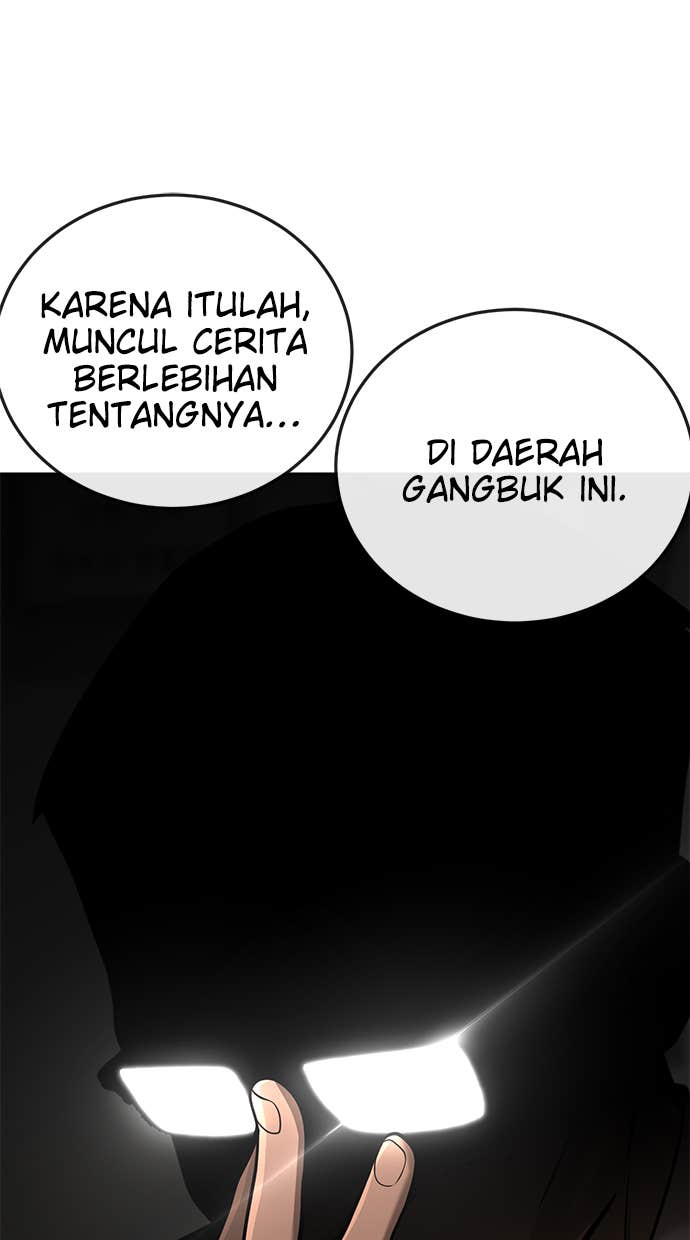 KARENA ITULAH,
MUNCUL CERITA
BERLEBIHAN
TENTANGNYA...
DI DAERAH
GANGBUK INI.